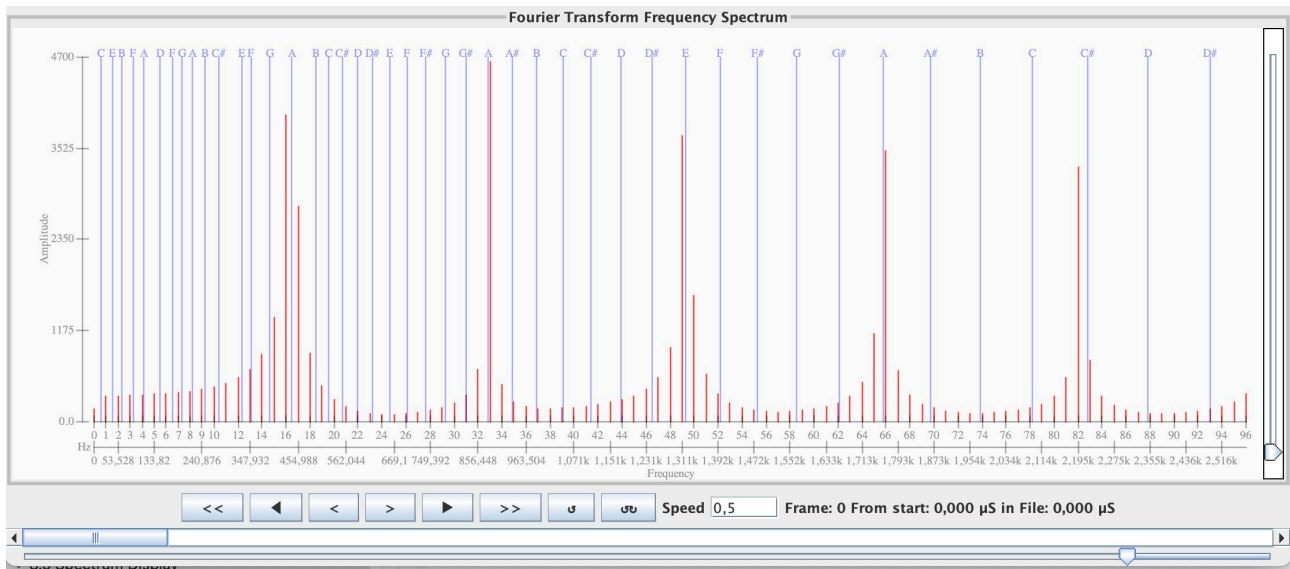 Fourier Transform Frequency Spectrum
C E B F A D F G A B C# E F G A B C C# D D# E F F# G G# A A# B C C# D D# E F F# G G# A A# B C C# D D#
4700
3525
2350
1175
0.0
Amplitude
0 1 2 3 4 5 6 7 8 9 10 12 14 16 18 20 22 24 26 28 30 32 34 36 38 40 42 44 46 48 50 52 54 56 58 60 62 64 66 68 70 72 74 76 78 80 82 84 86 88 90 92 94 96
Hz
0 53,528 133,82 240,876 347,932 454,988 562,044 669,1 749,392 856,448 963,504 1,071k 1,151k 1,231k 1,311k 1,392k 1,472k 1,552k 1,633k 1,713k 1,793k 1,873k 1,954k 2,034k 2,114k 2,195k 2,275k 2,355k 2,436k 2,516k
Frequency
<< < > >> Speed 0,5 Frame: 0 From start: 0,000 µS in File: 0,000 µS